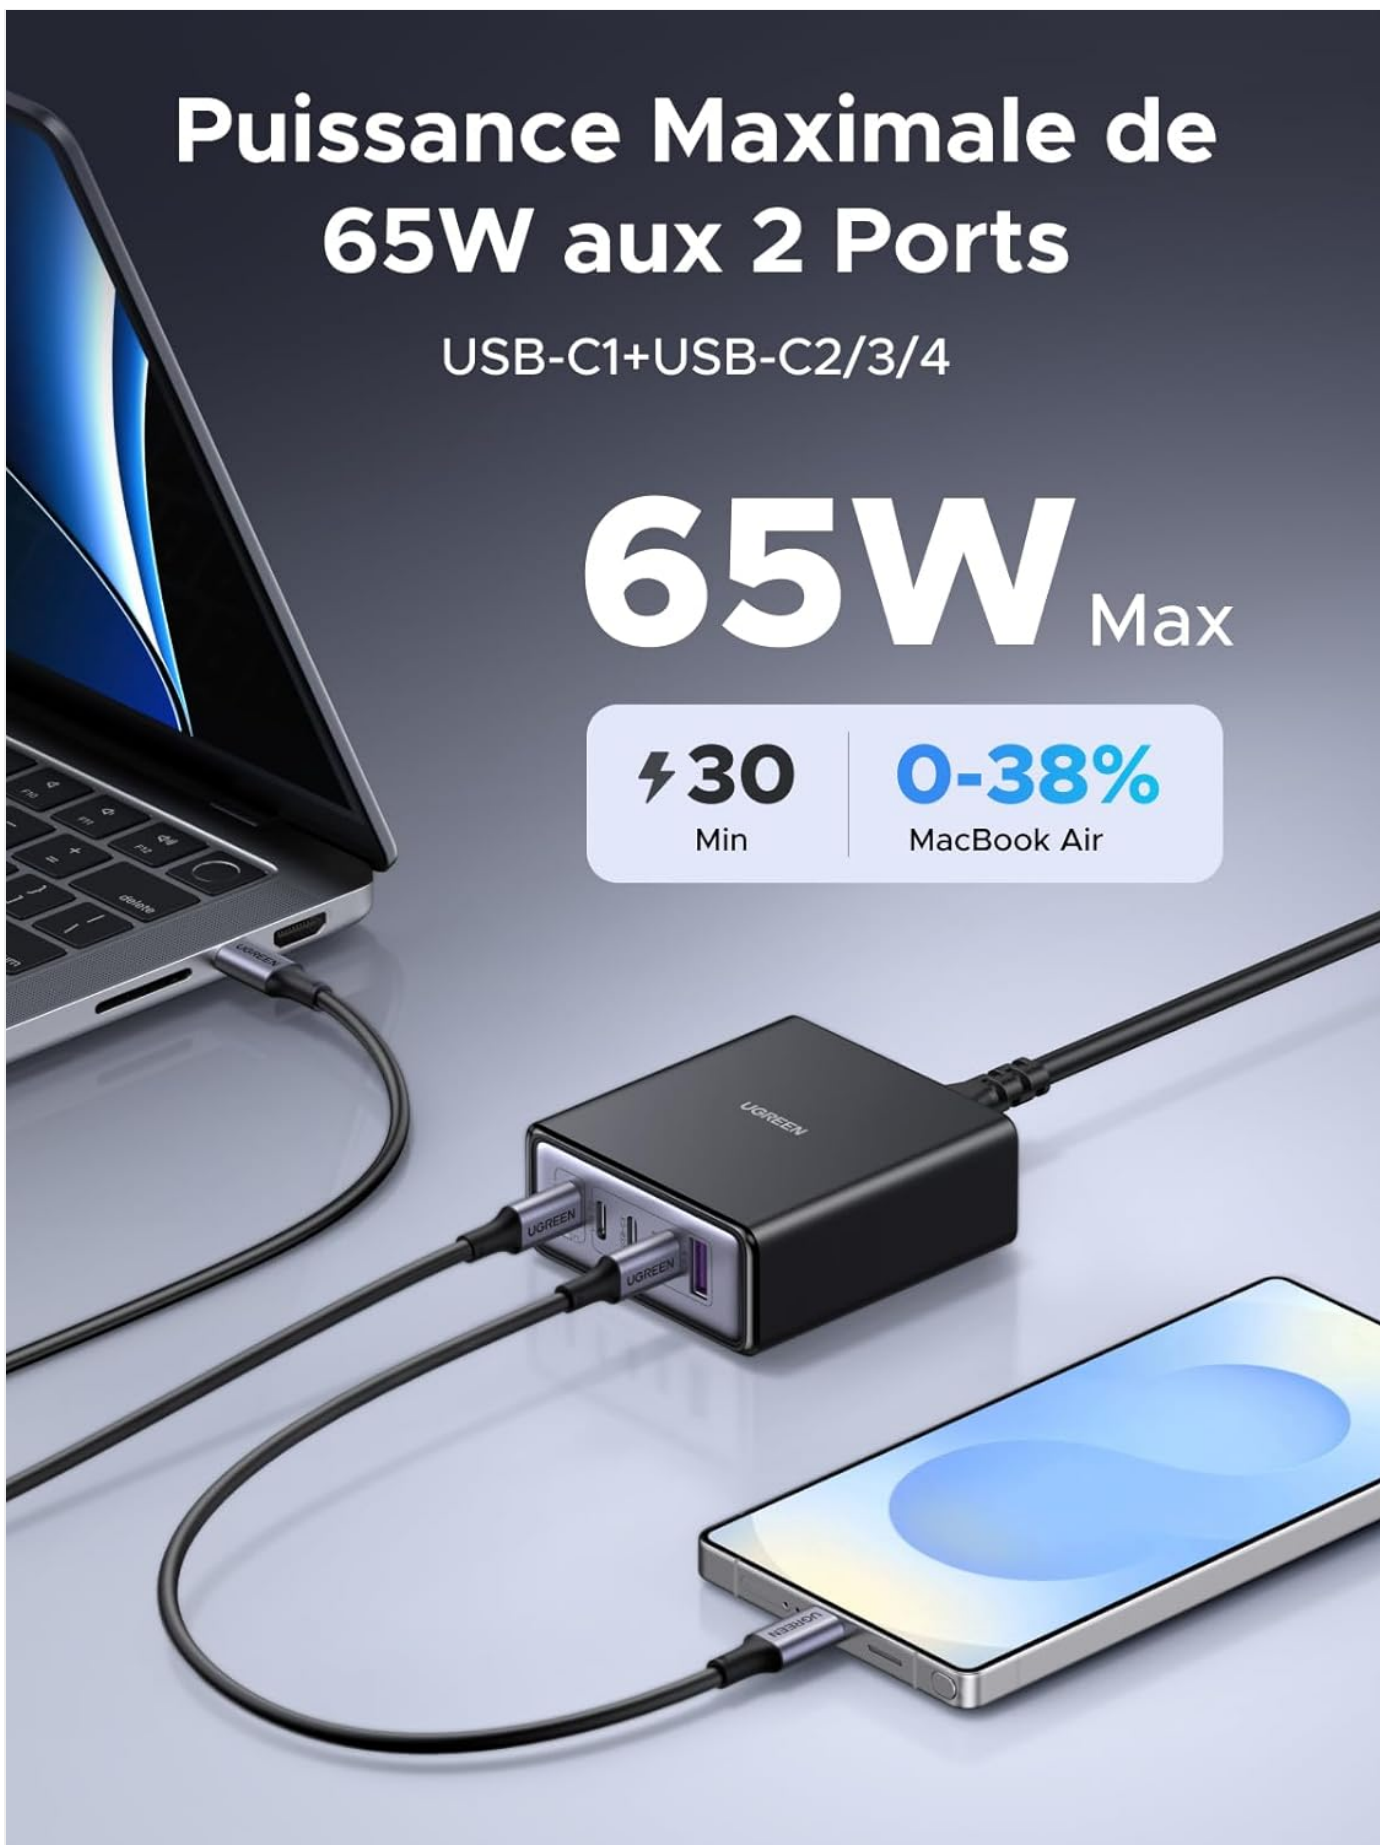 Puissance Maximale de
65W aux 2 Ports
USB-C1+USB-C2/3/4
65W Max
30
Min
0-38%
MacBook Air
delete
UGREEN
UGREEN
UGREEN
UGREEN
UGREEN